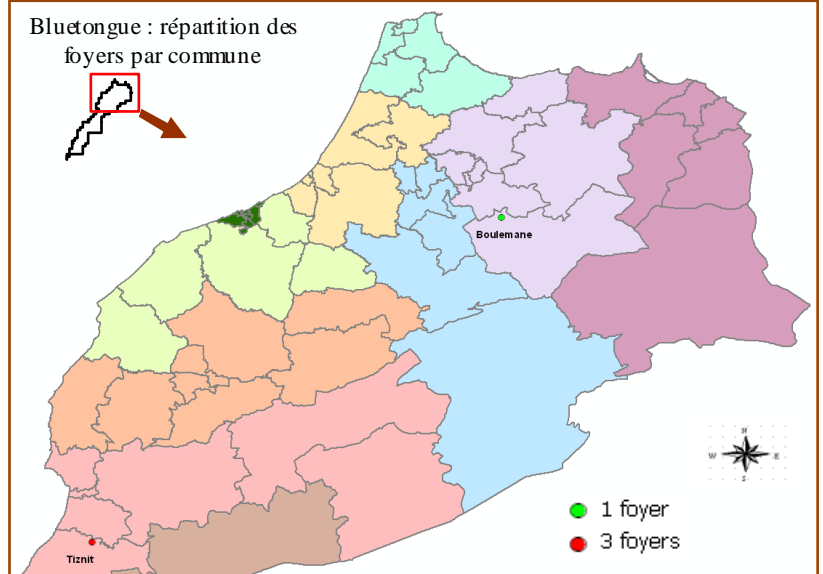 Bluetongue : répartition des
foyers par commune
Boulemane
N
W E
S
1 foyer
3 foyers
Tiznit